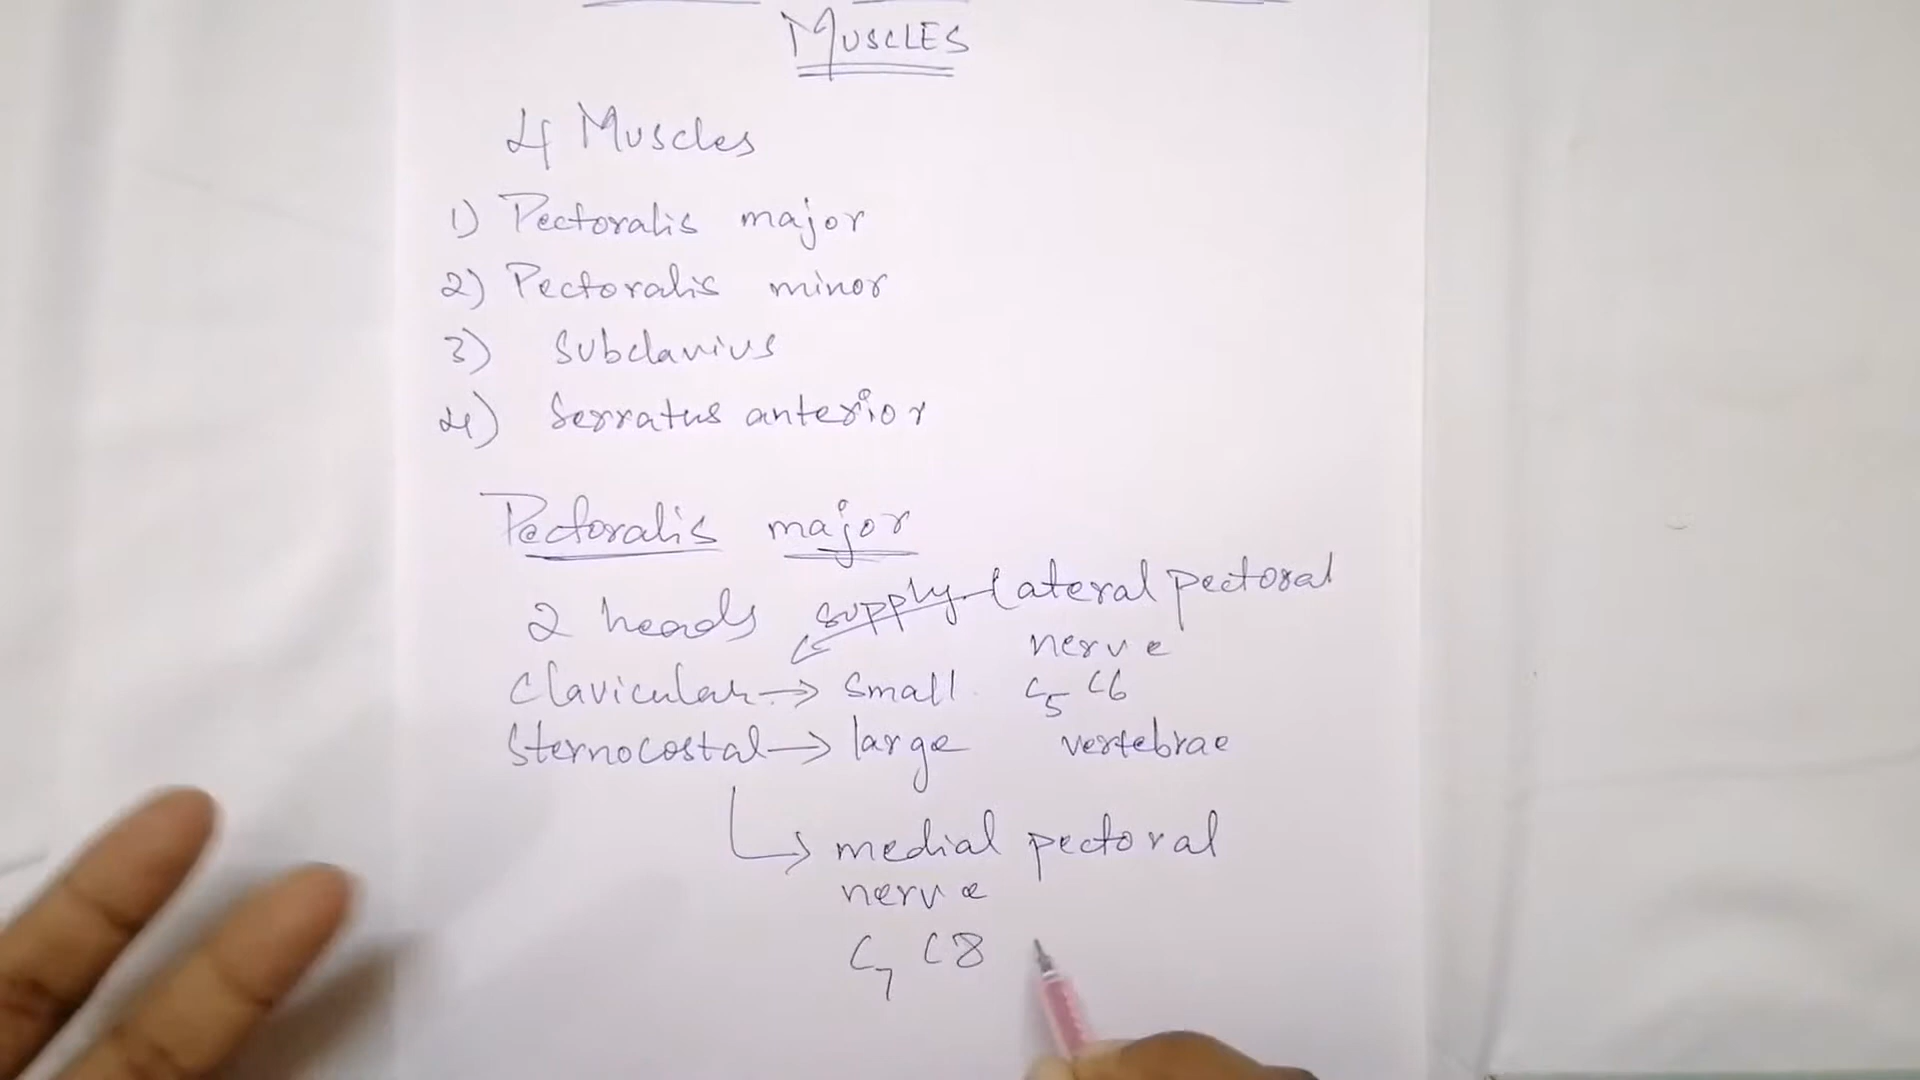 MUSCLES
4 Muscles
1) Pectoralis major
2) Pectoralis minor
3) Subclavius
4) Serratus anterior
Pectoralis major
2 heads supply lateral pectoral
nerve
Clavicular → small C5 C6
Sternocostal → large vertebrae
↳ medial pectoral
nerve
C7 C8